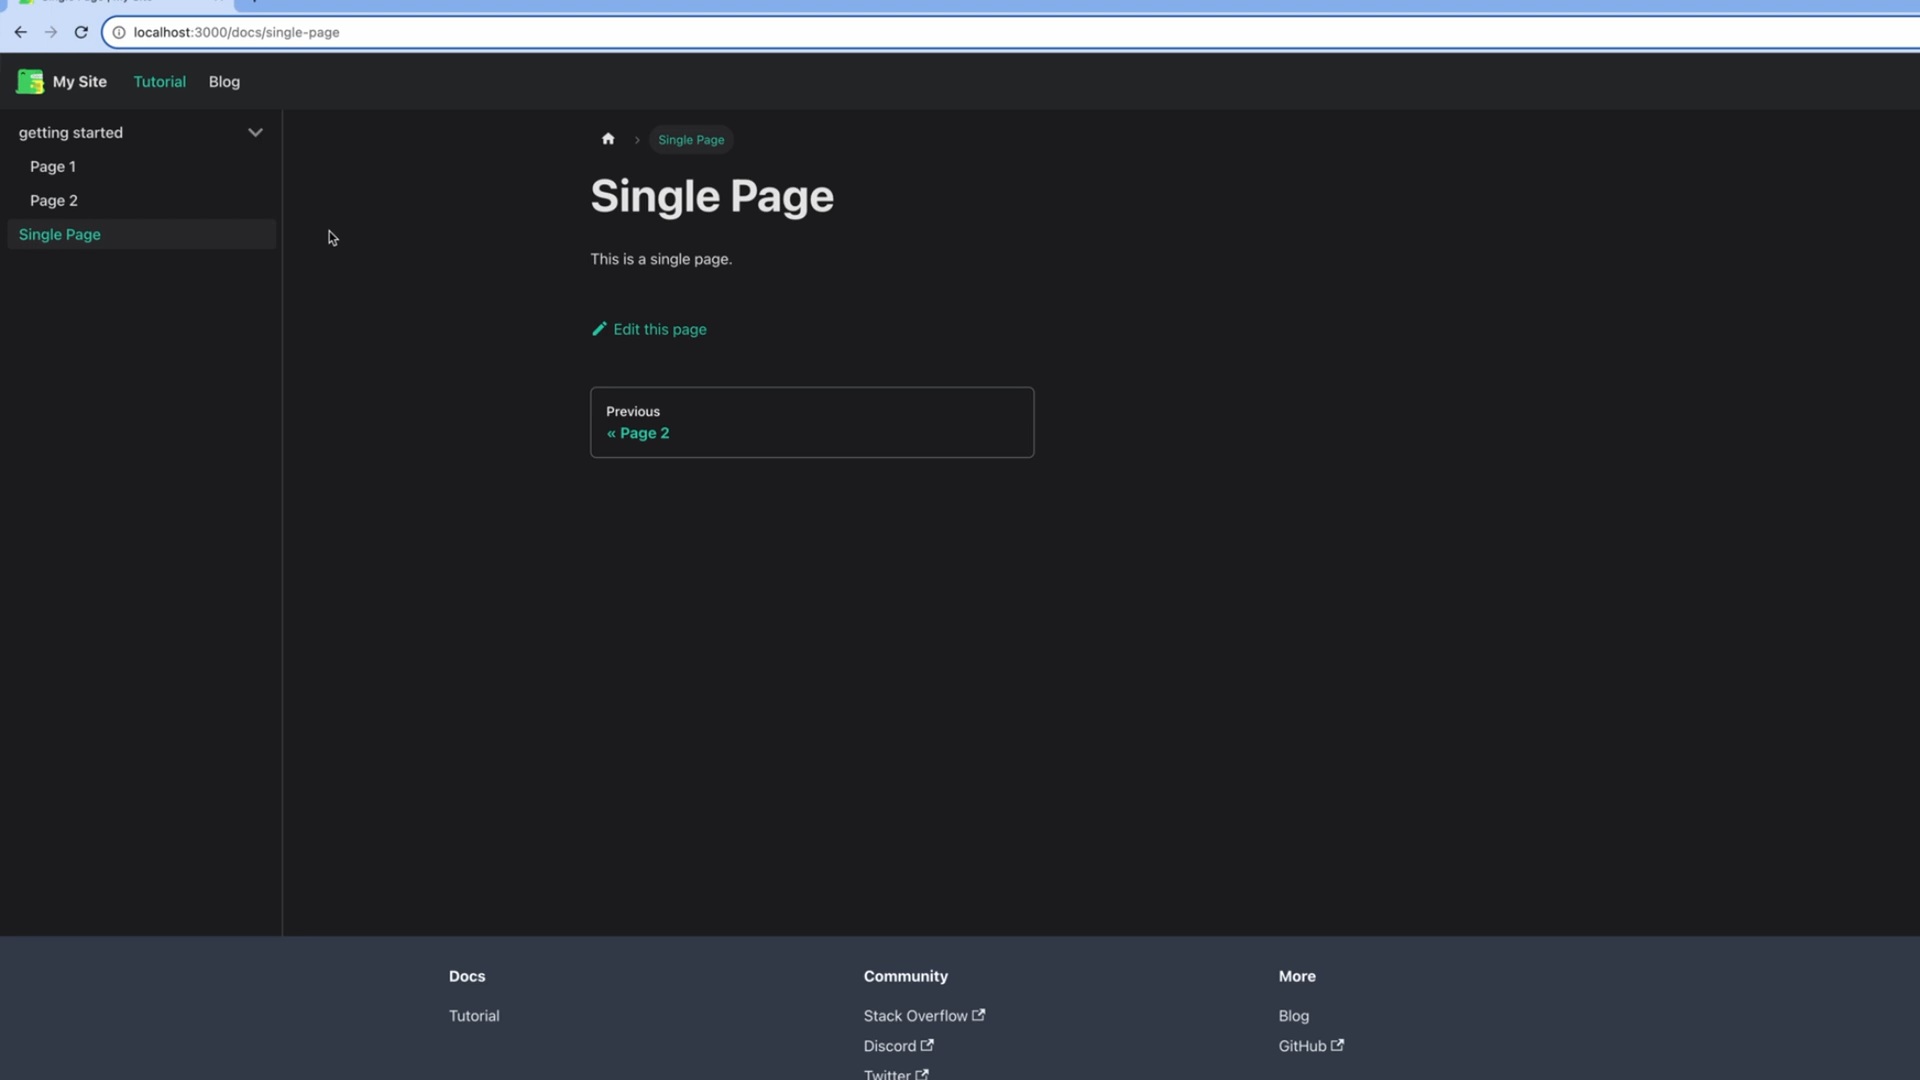 localhost:3000/docs/single-page
My Site Tutorial Blog
getting started
Page 1
Page 2
Single Page
Single Page
Single Page
This is a single page.
Edit this page
Previous
« Page 2
Docs
Tutorial
Community
Stack Overflow
Discord
Twitter
More
Blog
GitHub